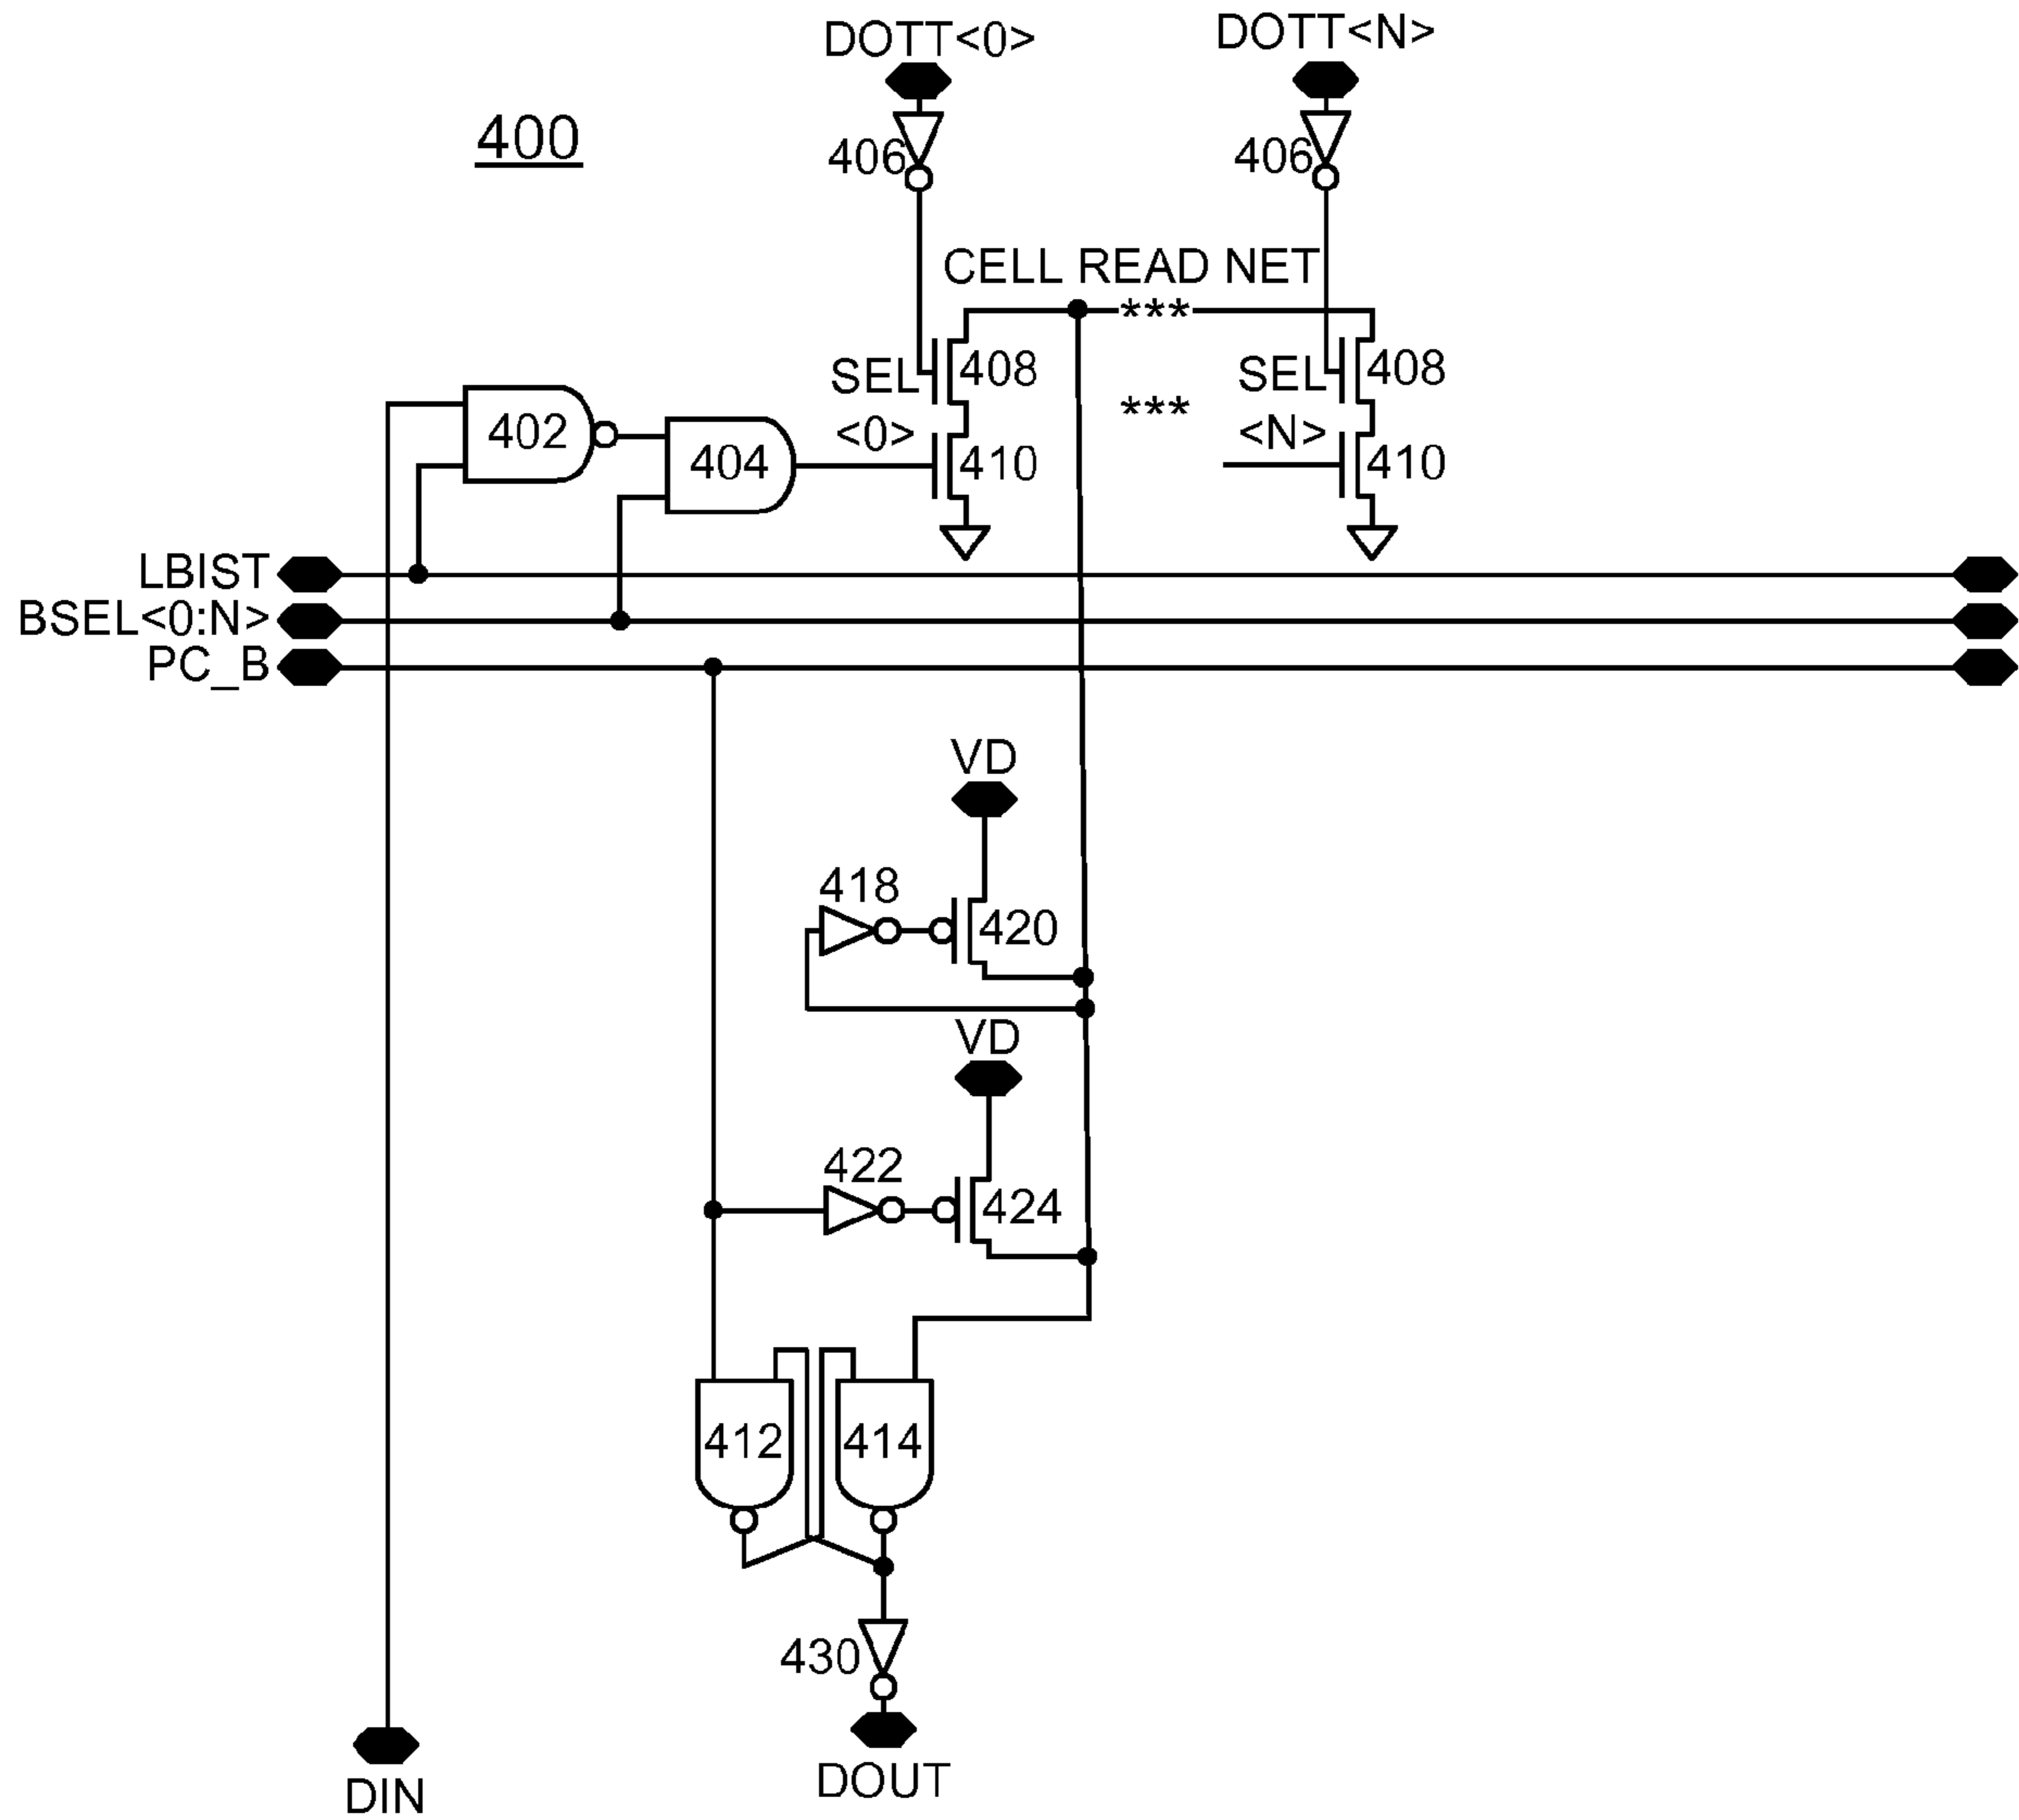 DOTT<0>
DOTT<N>
400
406
406
CELL READ NET
***
SEL
408
SEL
408
<0>
***
<N>
402
404
410
410
LBIST
BSEL<0:N>
PC_B
VD
418
420
VD
422
424
412
414
430
DIN
DOUT